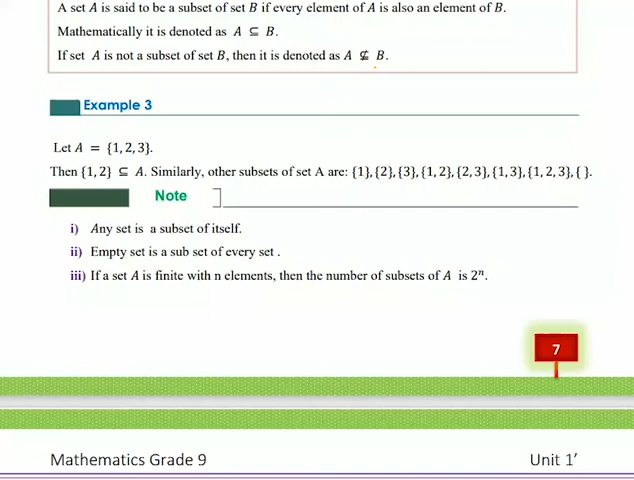 A set A is said to be a subset of set B if every element of A is also an element of B.
Mathematically it is denoted as A ⊆ B.
If set A is not a subset of set B, then it is denoted as A ⊈ B.
Example 3
Let A = {1, 2, 3}.
Then {1, 2} ⊆ A. Similarly, other subsets of set A are: {1}, {2}, {3}, {1, 2}, {2, 3}, {1, 3}, {1, 2, 3}, { }.
Note
i) Any set is a subset of itself.
ii) Empty set is a sub set of every set .
iii) If a set A is finite with n elements, then the number of subsets of A is 2ⁿ.
7
Mathematics Grade 9 Unit 1′